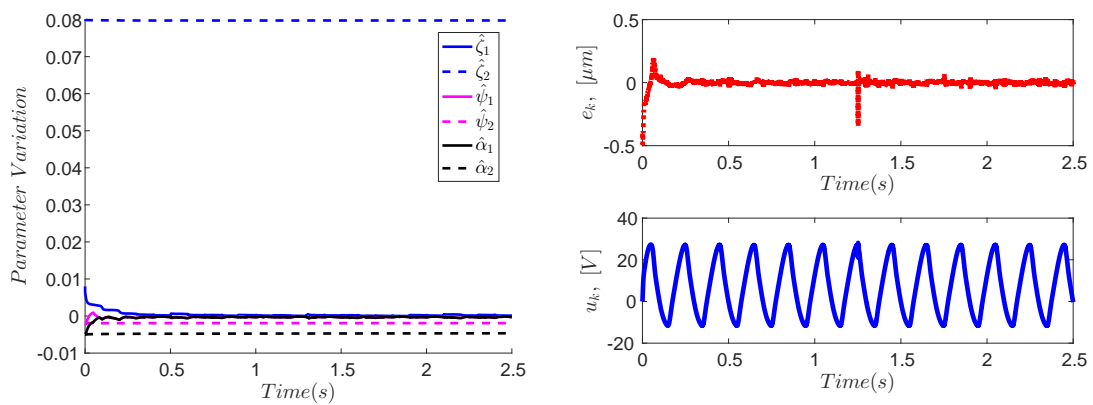 Parameter Variation
0.08
0.07
0.06
0.05
0.04
0.03
0.02
0.01
0
-0.01
0 0.5 1 1.5 2 2.5
Time(s)
ζ̂₁
ζ̂₂
ψ̂₁
ψ̂₂
α̂₁
α̂₂
e_k, [μm]
0.5
0
-0.5
0 0.5 1 1.5 2 2.5
Time(s)
u_k, [V]
40
20
0
-20
0 0.5 1 1.5 2 2.5
Time(s)